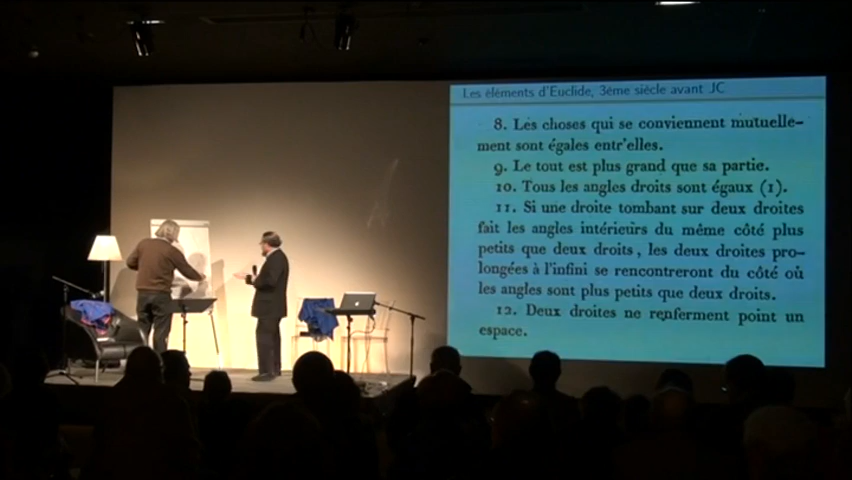 Les éléments d'Euclide, 3ème siècle avant JC
8. Les choses qui se conviennent mutuelle-
ment sont égales entr'elles.
9. Le tout est plus grand que sa partie.
10. Tous les angles droits sont égaux (1).
11. Si une droite tombant sur deux droites
fait les angles intérieurs du même côté plus
petits que deux droits, les deux droites pro-
longées à l'infini se rencontreront du côté où
les angles sont plus petits que deux droits.
12. Deux droites ne renferment point un
espace.